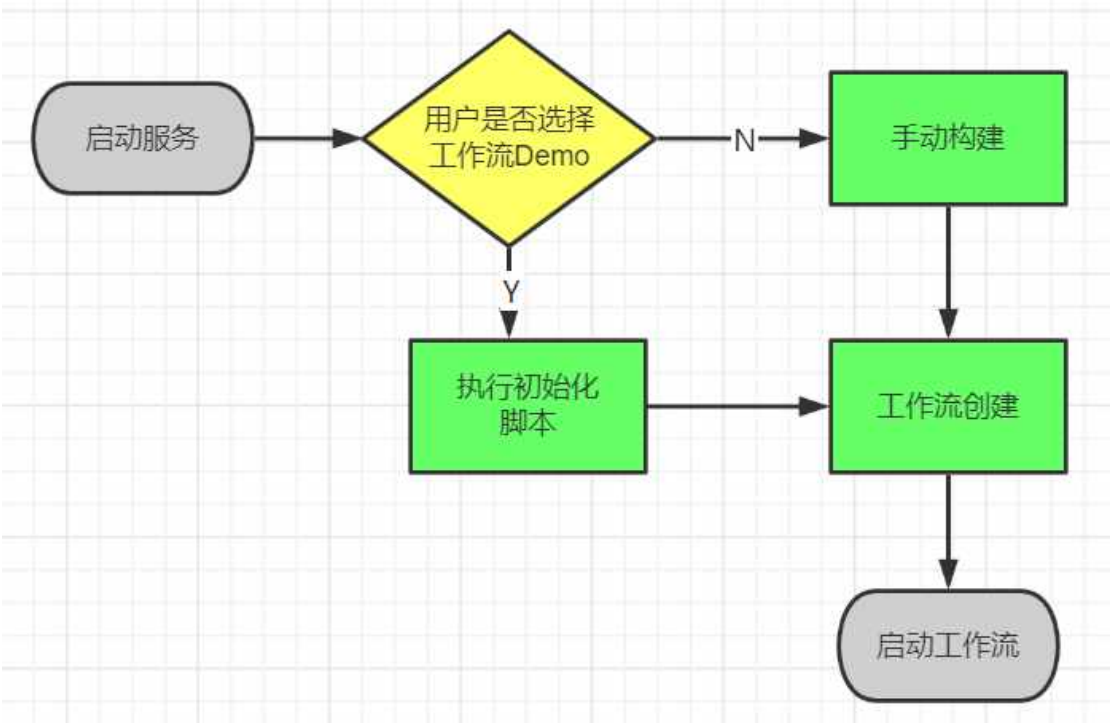 启动服务
用户是否选择
工作流Demo
N
手动构建
Y
执行初始化
脚本
工作流创建
启动工作流